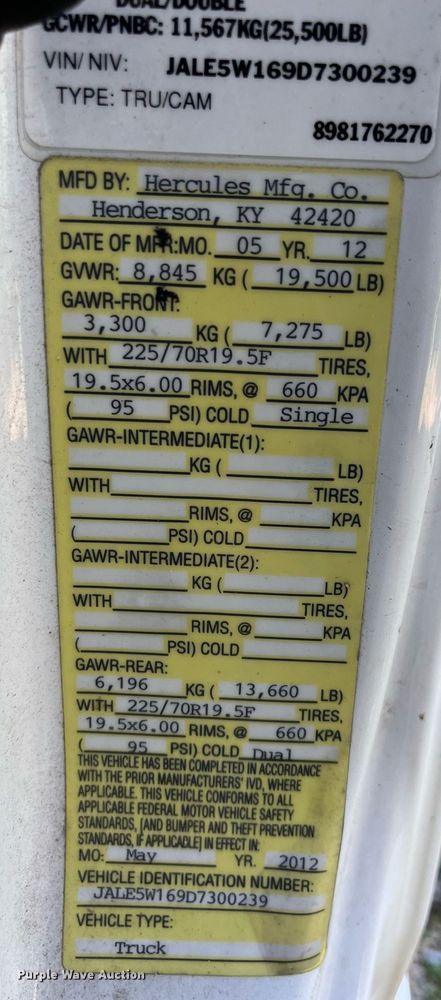 DUAL/DOUBLE
GCWR/PNBC: 11,567KG(25,500LB)
VIN/ NIV: JALE5W169D7300239
TYPE: TRU/CAM
8981762270
MFD BY: Hercules Mfg. Co.
Henderson, KY 42420
DATE OF MFR:MO. 05 YR. 12
GVWR: 8,845 KG ( 19,500 LB)
GAWR-FRONT:
3,300 KG ( 7,275 LB)
WITH 225/70R19.5F TIRES,
19.5x6.00 RIMS, @ 660 KPA
( 95 PSI) COLD Single
GAWR-INTERMEDIATE(1):
KG ( LB)
WITH TIRES,
RIMS, @ KPA
( PSI) COLD
GAWR-INTERMEDIATE(2):
KG ( LB)
WITH TIRES,
RIMS, @ KPA
( PSI) COLD
GAWR-REAR:
6,196 KG ( 13,660 LB)
WITH 225/70R19.5F TIRES,
19.5x6.00 RIMS, @ 660 KPA
( 95 PSI) COLD Dual
THIS VEHICLE HAS BEEN COMPLETED IN ACCORDANCE
WITH THE PRIOR MANUFACTURERS' IVD, WHERE
APPLICABLE. THIS VEHICLE CONFORMS TO ALL
APPLICABLE FEDERAL MOTOR VEHICLE SAFETY
STANDARDS, [AND BUMPER AND THEFT PREVENTION
STANDARDS, IF APPLICABLE] IN EFFECT IN:
MO: May YR. 2012
VEHICLE IDENTIFICATION NUMBER:
JALE5W169D7300239
VEHICLE TYPE:
Truck
Purple Wave Auction